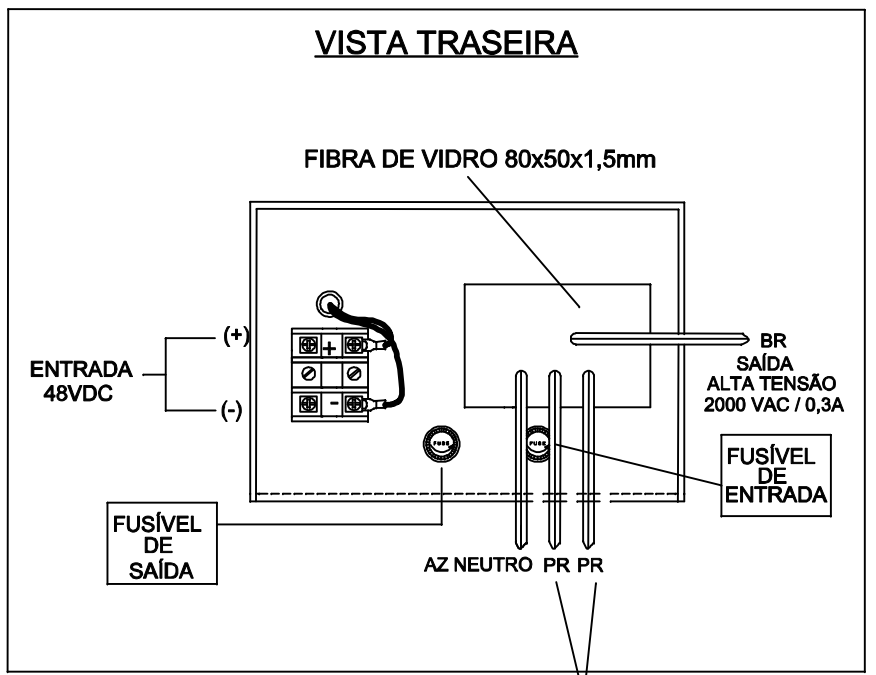 VISTA TRASEIRA
FIBRA DE VIDRO 80x50x1,5mm
(+)
ENTRADA
48VDC
(-)
+
-
BR
SAÍDA
ALTA TENSÃO
2000 VAC / 0,3A
FUSE
FUSE
FUSÍVEL
DE
ENTRADA
FUSÍVEL
DE
SAÍDA
AZ NEUTRO PR PR